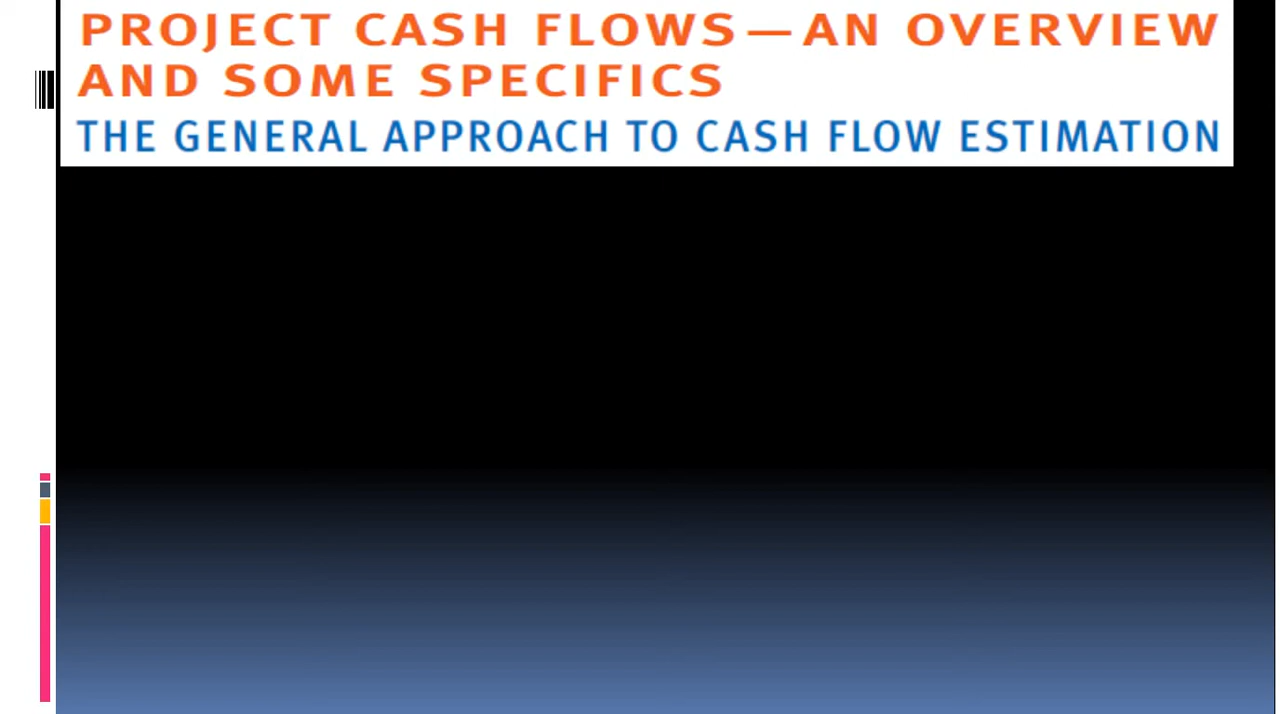 PROJECT CASH FLOWS—AN OVERVIEW
AND SOME SPECIFICS
THE GENERAL APPROACH TO CASH FLOW ESTIMATION